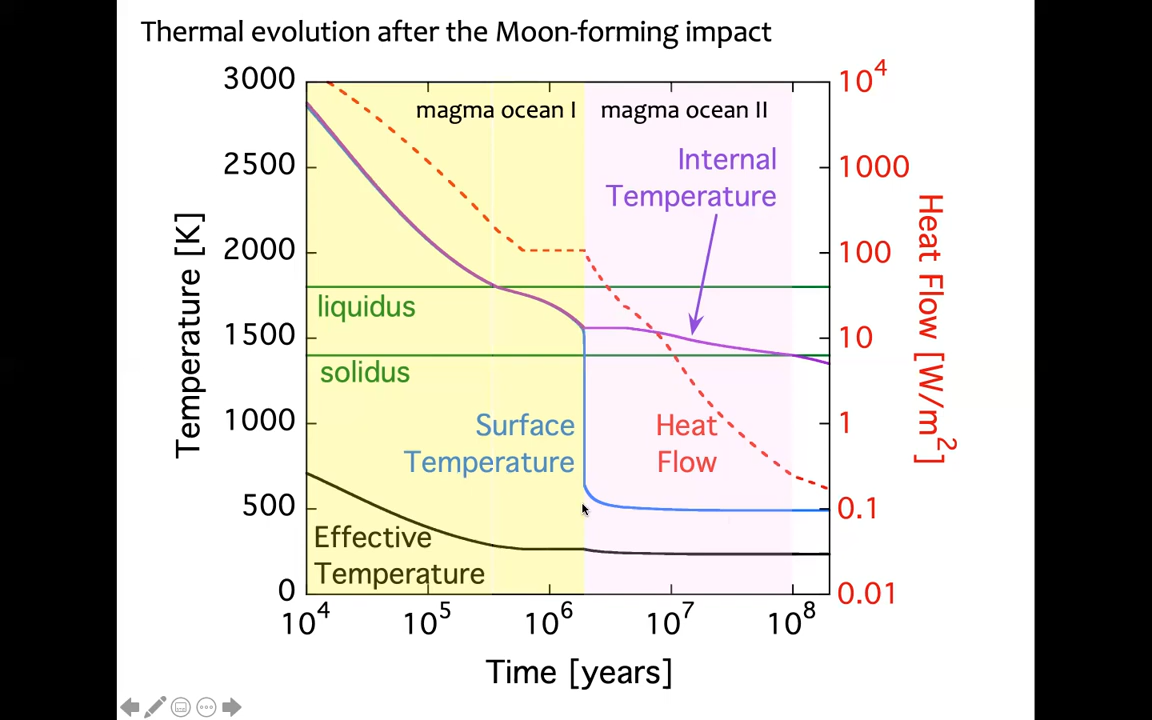 Thermal evolution after the Moon-forming impact
3000
2500
2000
1500
1000
500
0
Temperature [K]
magma ocean I
magma ocean II
Internal
Temperature
liquidus
solidus
Surface
Temperature
Heat
Flow
Effective
Temperature
10⁴
1000
100
10
1
0.1
0.01
Heat Flow [W/m²]
10⁴
10⁵
10⁶
10⁷
10⁸
Time [years]